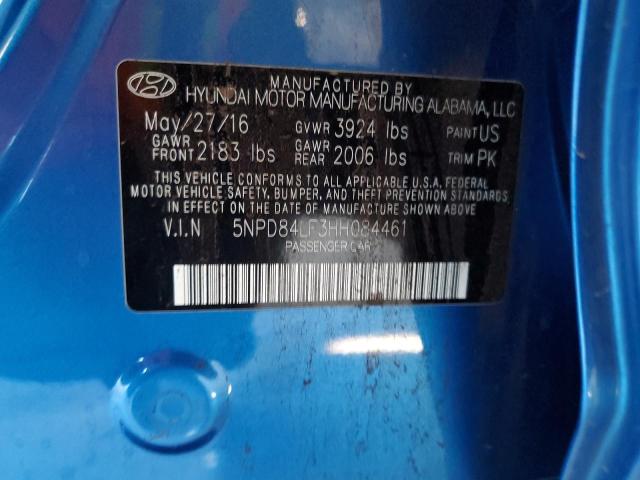 MANUFACTURED BY
HYUNDAI MOTOR MANUFACTURING ALABAMA, LLC
May/27/16 GVWR 3924 lbs PAINT US
GAWR FRONT 2183 lbs GAWR REAR 2006 lbs TRIM PK
THIS VEHICLE CONFORMS TO ALL APPLICABLE U.S.A. FEDERAL
MOTOR VEHICLE SAFETY, BUMPER, AND THEFT PREVENTION STANDARDS
IN EFFECT ON THE DATE OF MANUFACTURE SHOWN ABOVE.
V.I.N 5NPD84LF3HH084461
PASSENGER CAR